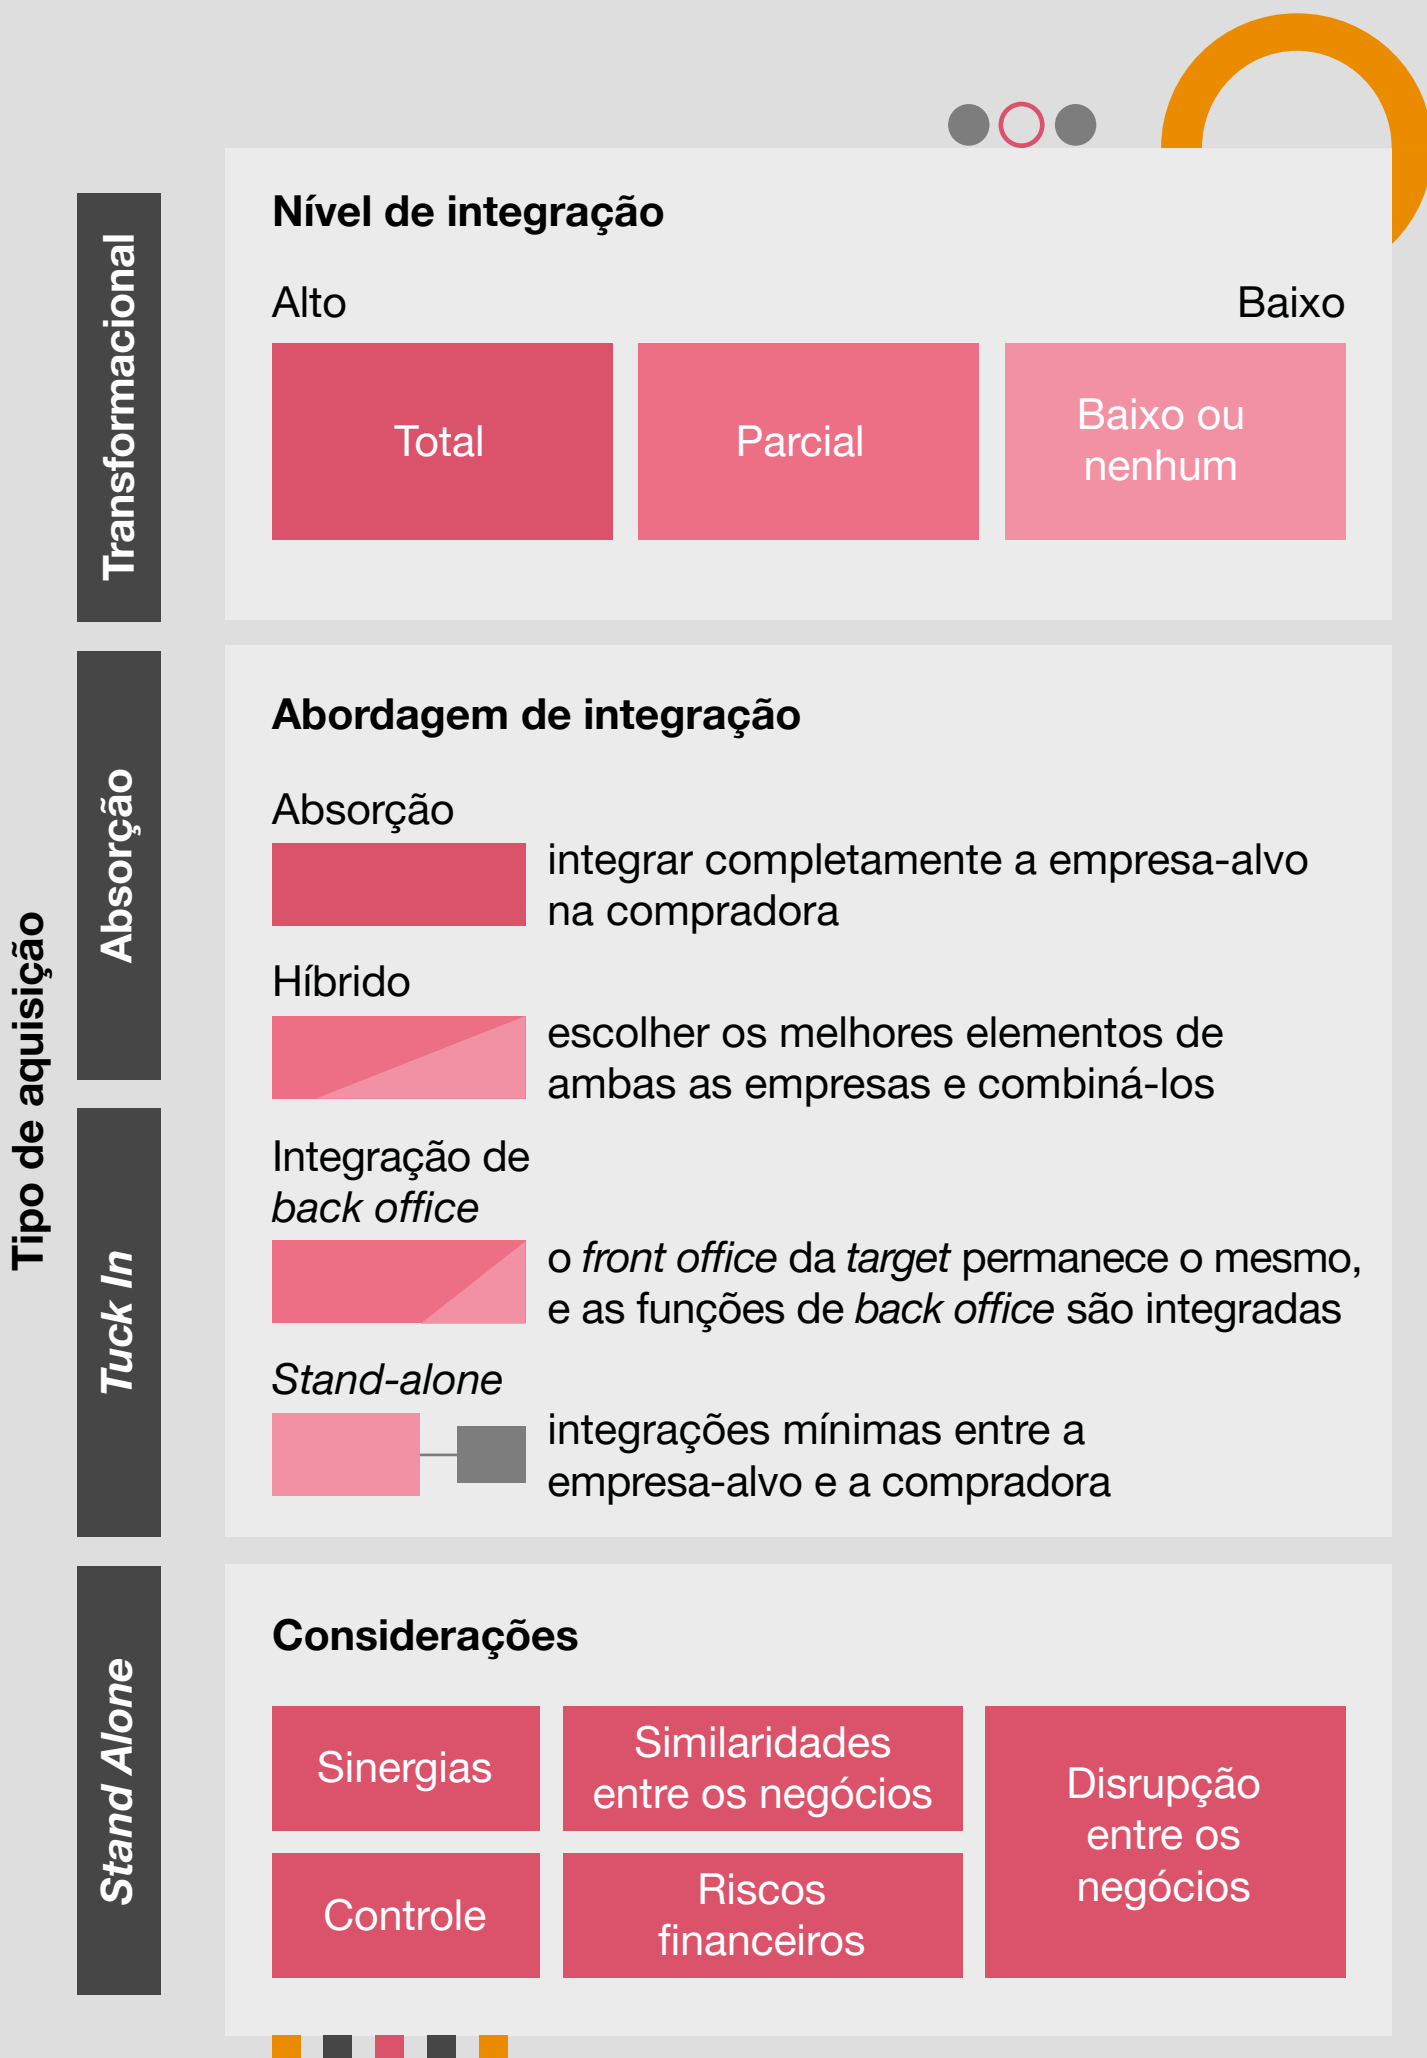 Tipo de aquisição
Transformacional
Absorção
Tuck In
Stand Alone
Nível de integração
Alto
Baixo
Total
Parcial
Baixo ou
nenhum
Abordagem de integração
Absorção
integrar completamente a empresa-alvo
na compradora
Híbrido
escolher os melhores elementos de
ambas as empresas e combiná-los
Integração de
back office
o front office da target permanece o mesmo,
e as funções de back office são integradas
Stand-alone
integrações mínimas entre a
empresa-alvo e a compradora
Considerações
Sinergias
Similaridades
entre os negócios
Disrupção
entre os
negócios
Controle
Riscos
financeiros